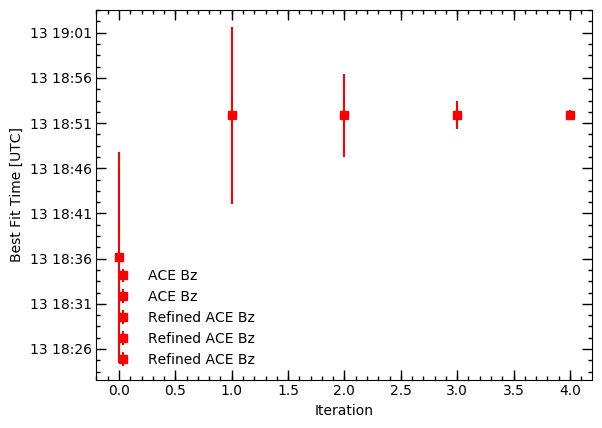 13 19:01
13 18:56
13 18:51
13 18:46
13 18:41
13 18:36
13 18:31
13 18:26
Best Fit Time [UTC]
ACE Bz
ACE Bz
Refined ACE Bz
Refined ACE Bz
Refined ACE Bz
0.0 0.5 1.0 1.5 2.0 2.5 3.0 3.5 4.0
Iteration